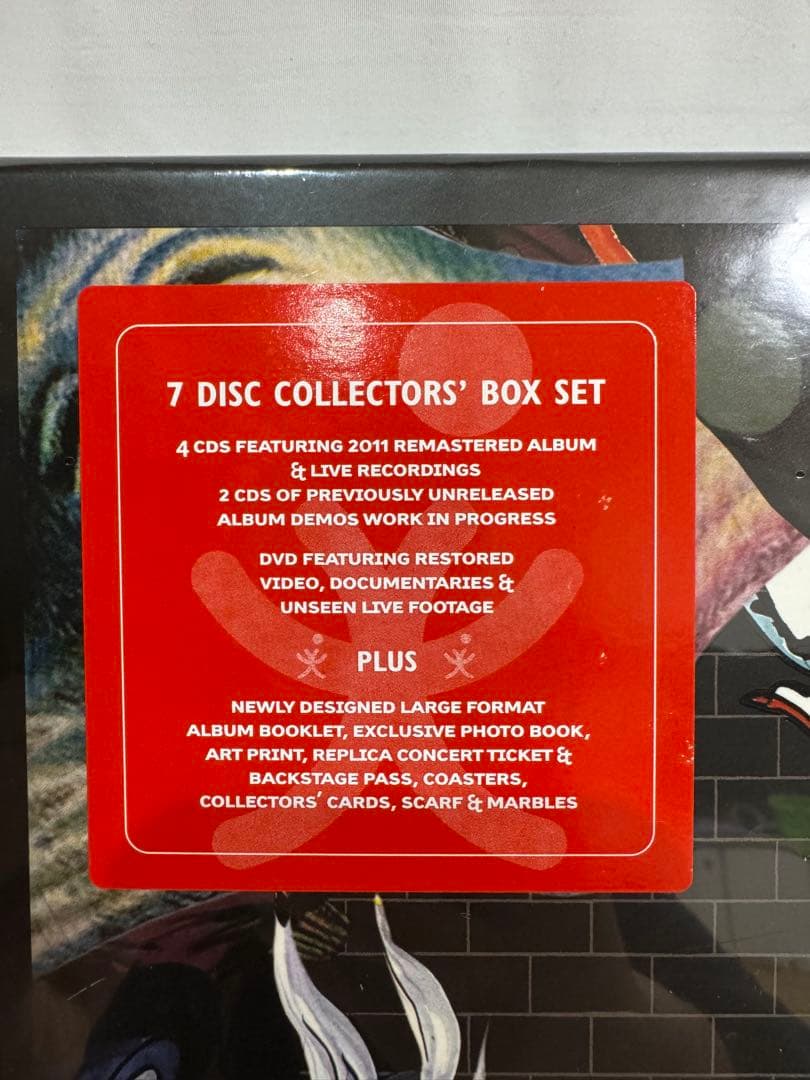 7 DISC COLLECTORS' BOX SET
4 CDS FEATURING 2011 REMASTERED ALBUM
& LIVE RECORDINGS
2 CDS OF PREVIOUSLY UNRELEASED
ALBUM DEMOS WORK IN PROGRESS
DVD FEATURING RESTORED
VIDEO, DOCUMENTARIES &
UNSEEN LIVE FOOTAGE
PLUS
NEWLY DESIGNED LARGE FORMAT
ALBUM BOOKLET, EXCLUSIVE PHOTO BOOK,
ART PRINT, REPLICA CONCERT TICKET &
BACKSTAGE PASS, COASTERS,
COLLECTORS' CARDS, SCARF & MARBLES